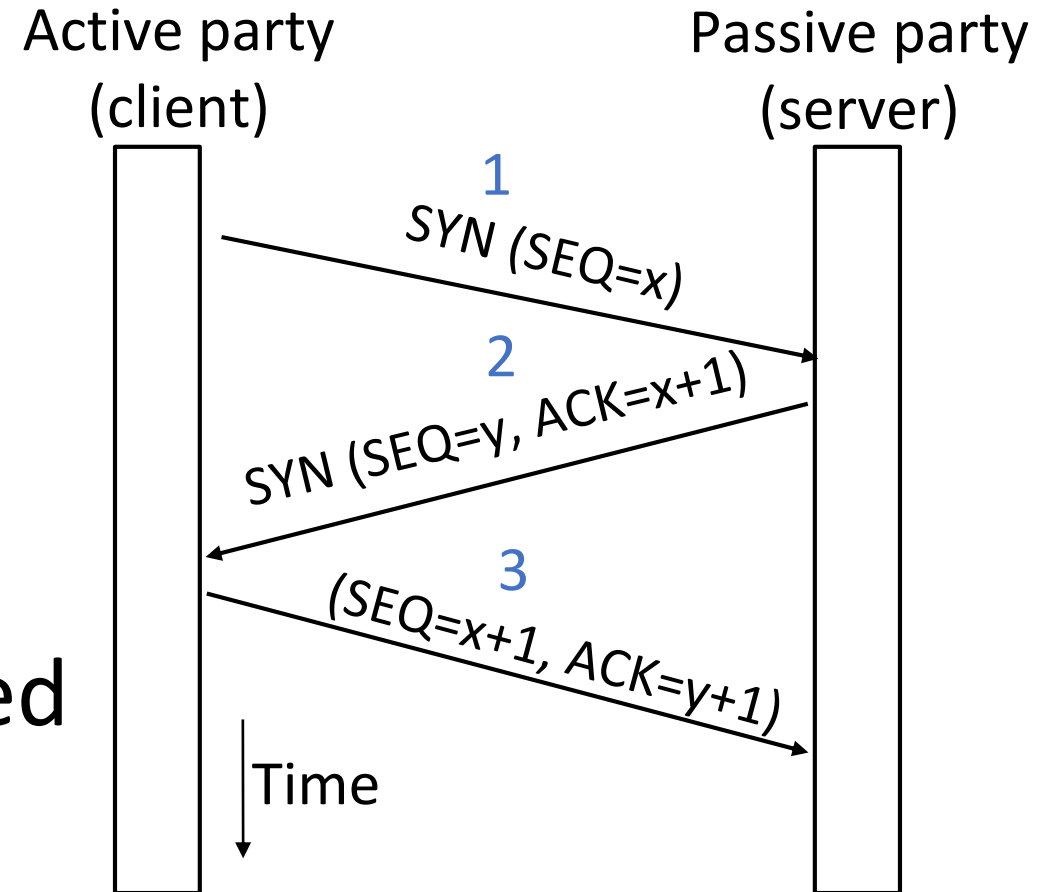 Active party
(client)
Passive party
(server)
1
SYN (SEQ=x)
2
SYN (SEQ=y, ACK=x+1)
3
(SEQ=x+1, ACK=y+1)
ed
Time